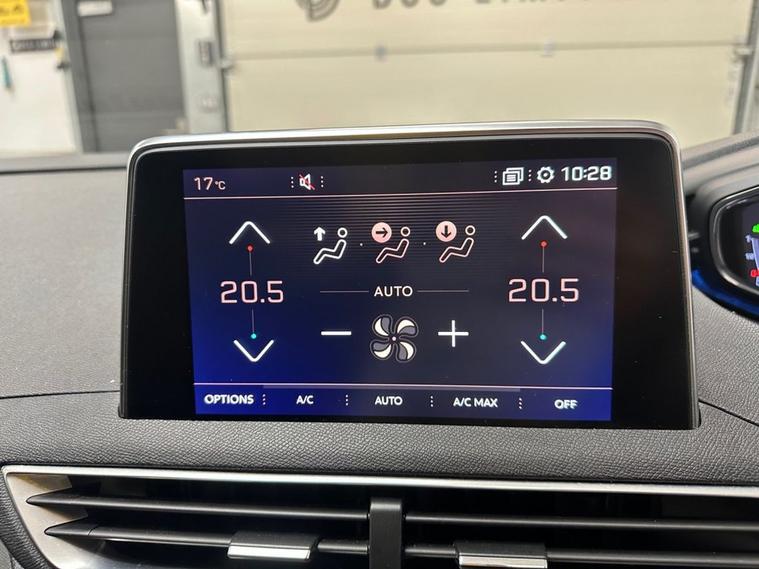 17°C 10:28
20.5 AUTO 20.5
OPTIONS A/C AUTO A/C MAX OFF